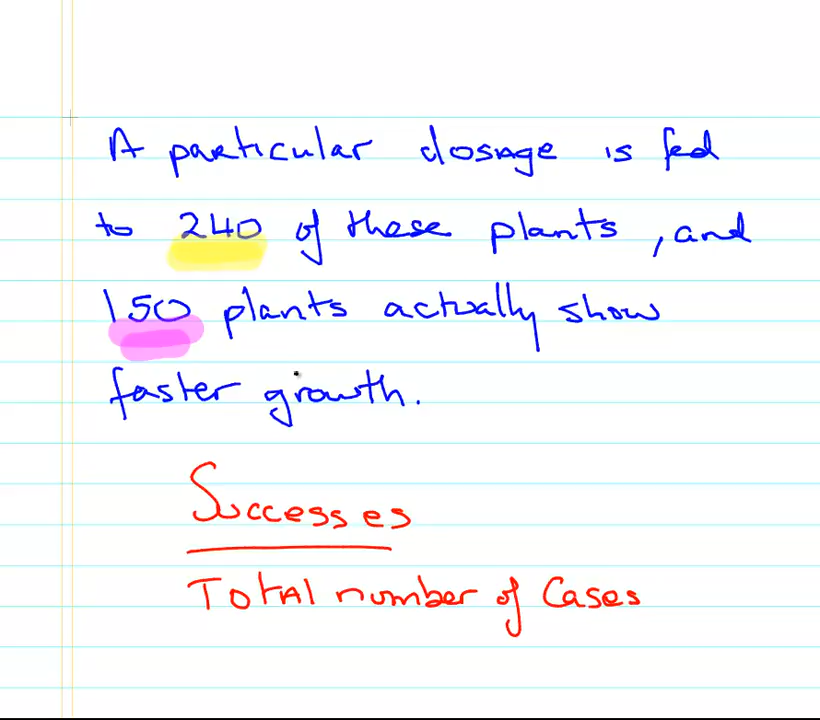 A particular dosage is fed
to 240 of these plants, and
150 plants actually show
faster growth.
Successes
Total number of Cases